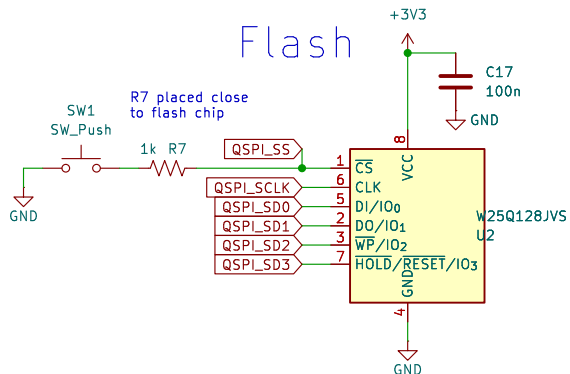 +3V3
Flash
C17
100n
GND
R7 placed close
to flash chip
SW1
SW_Push
1k R7
GND
QSPI_SS
QSPI_SCLK
QSPI_SD0
QSPI_SD1
QSPI_SD2
QSPI_SD3
8
VCC
1 CS
6 CLK
5 DI/IO0
2 DO/IO1
3 WP/IO2
7 HOLD/RESET/IO3
W25Q128JVS
U2
GND
4
GND